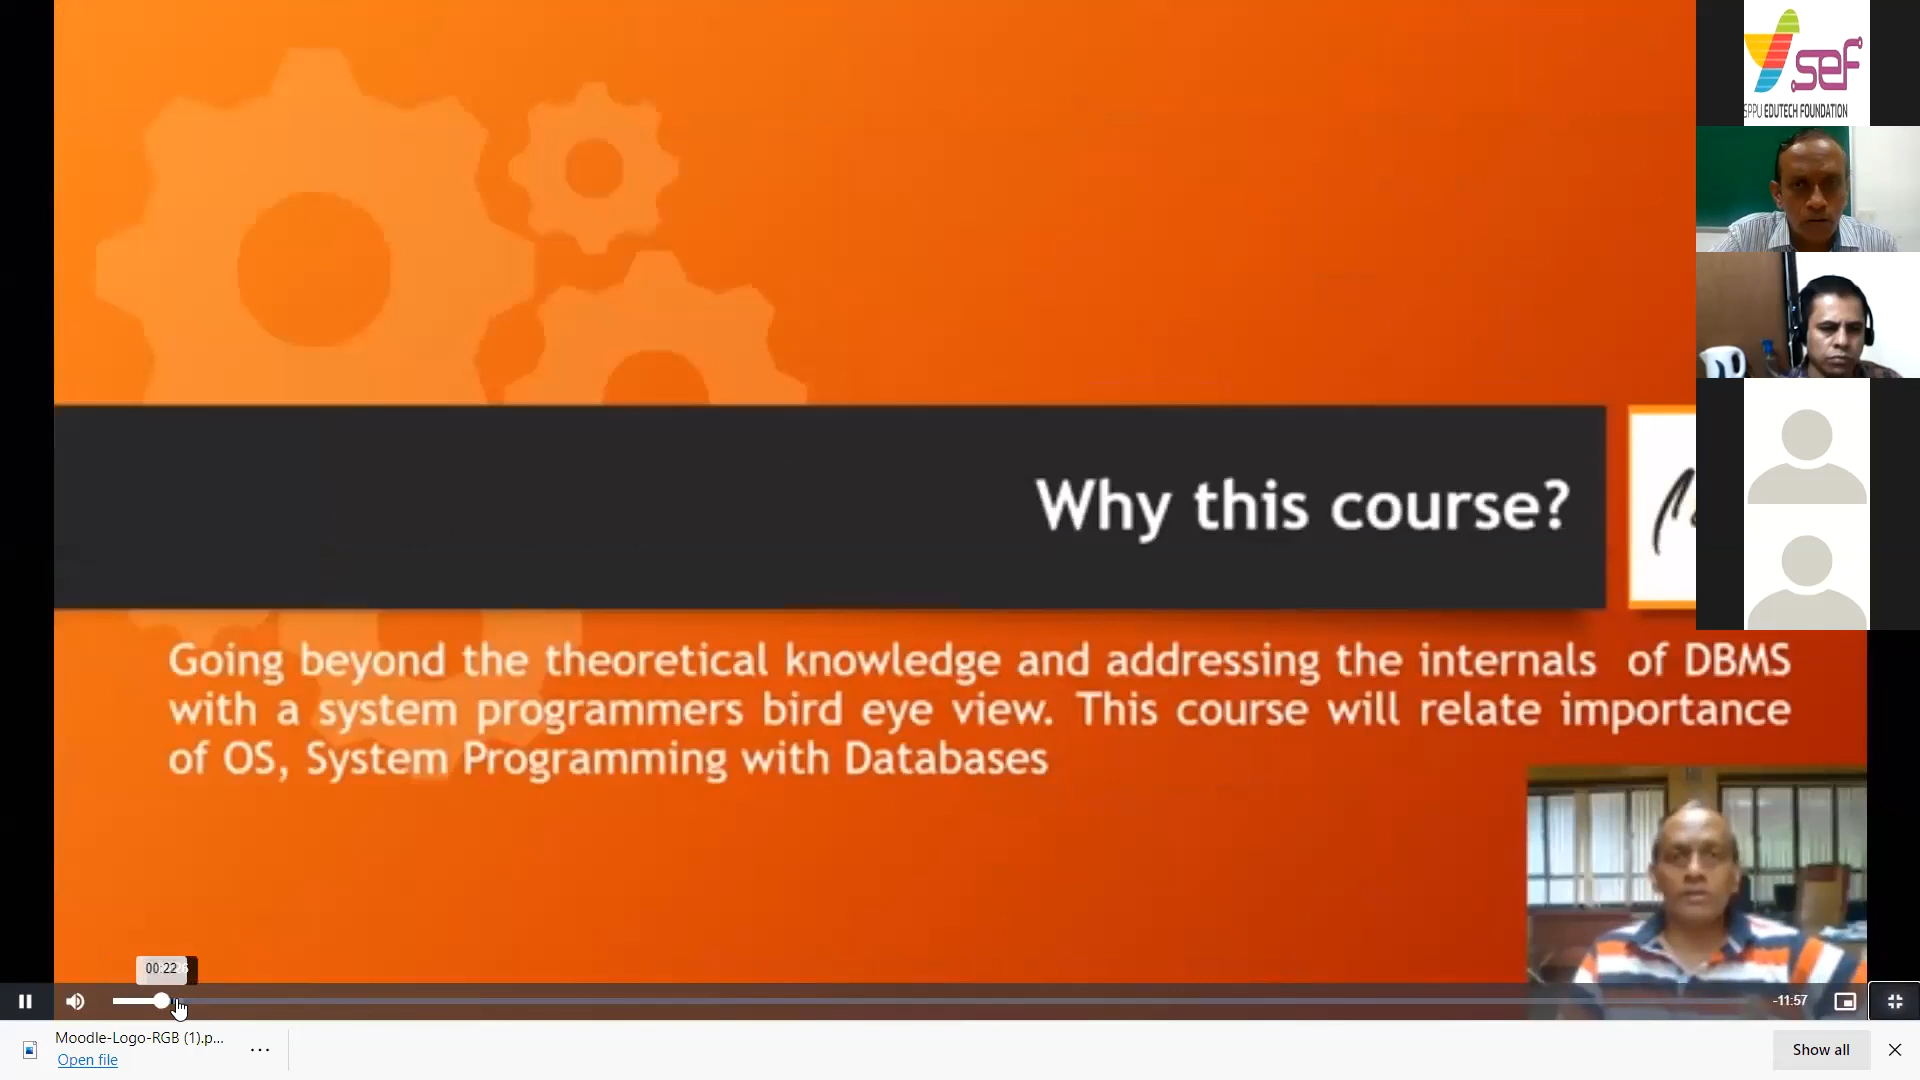 sef
SPPU EDUTECH FOUNDATION
Why this course?
Going beyond the theoretical knowledge and addressing the internals of DBMS
with a system programmers bird eye view. This course will relate importance
of OS, System Programming with Databases
00:22
-11:57
Moodle-Logo-RGB (1).p...
Open file
Show all